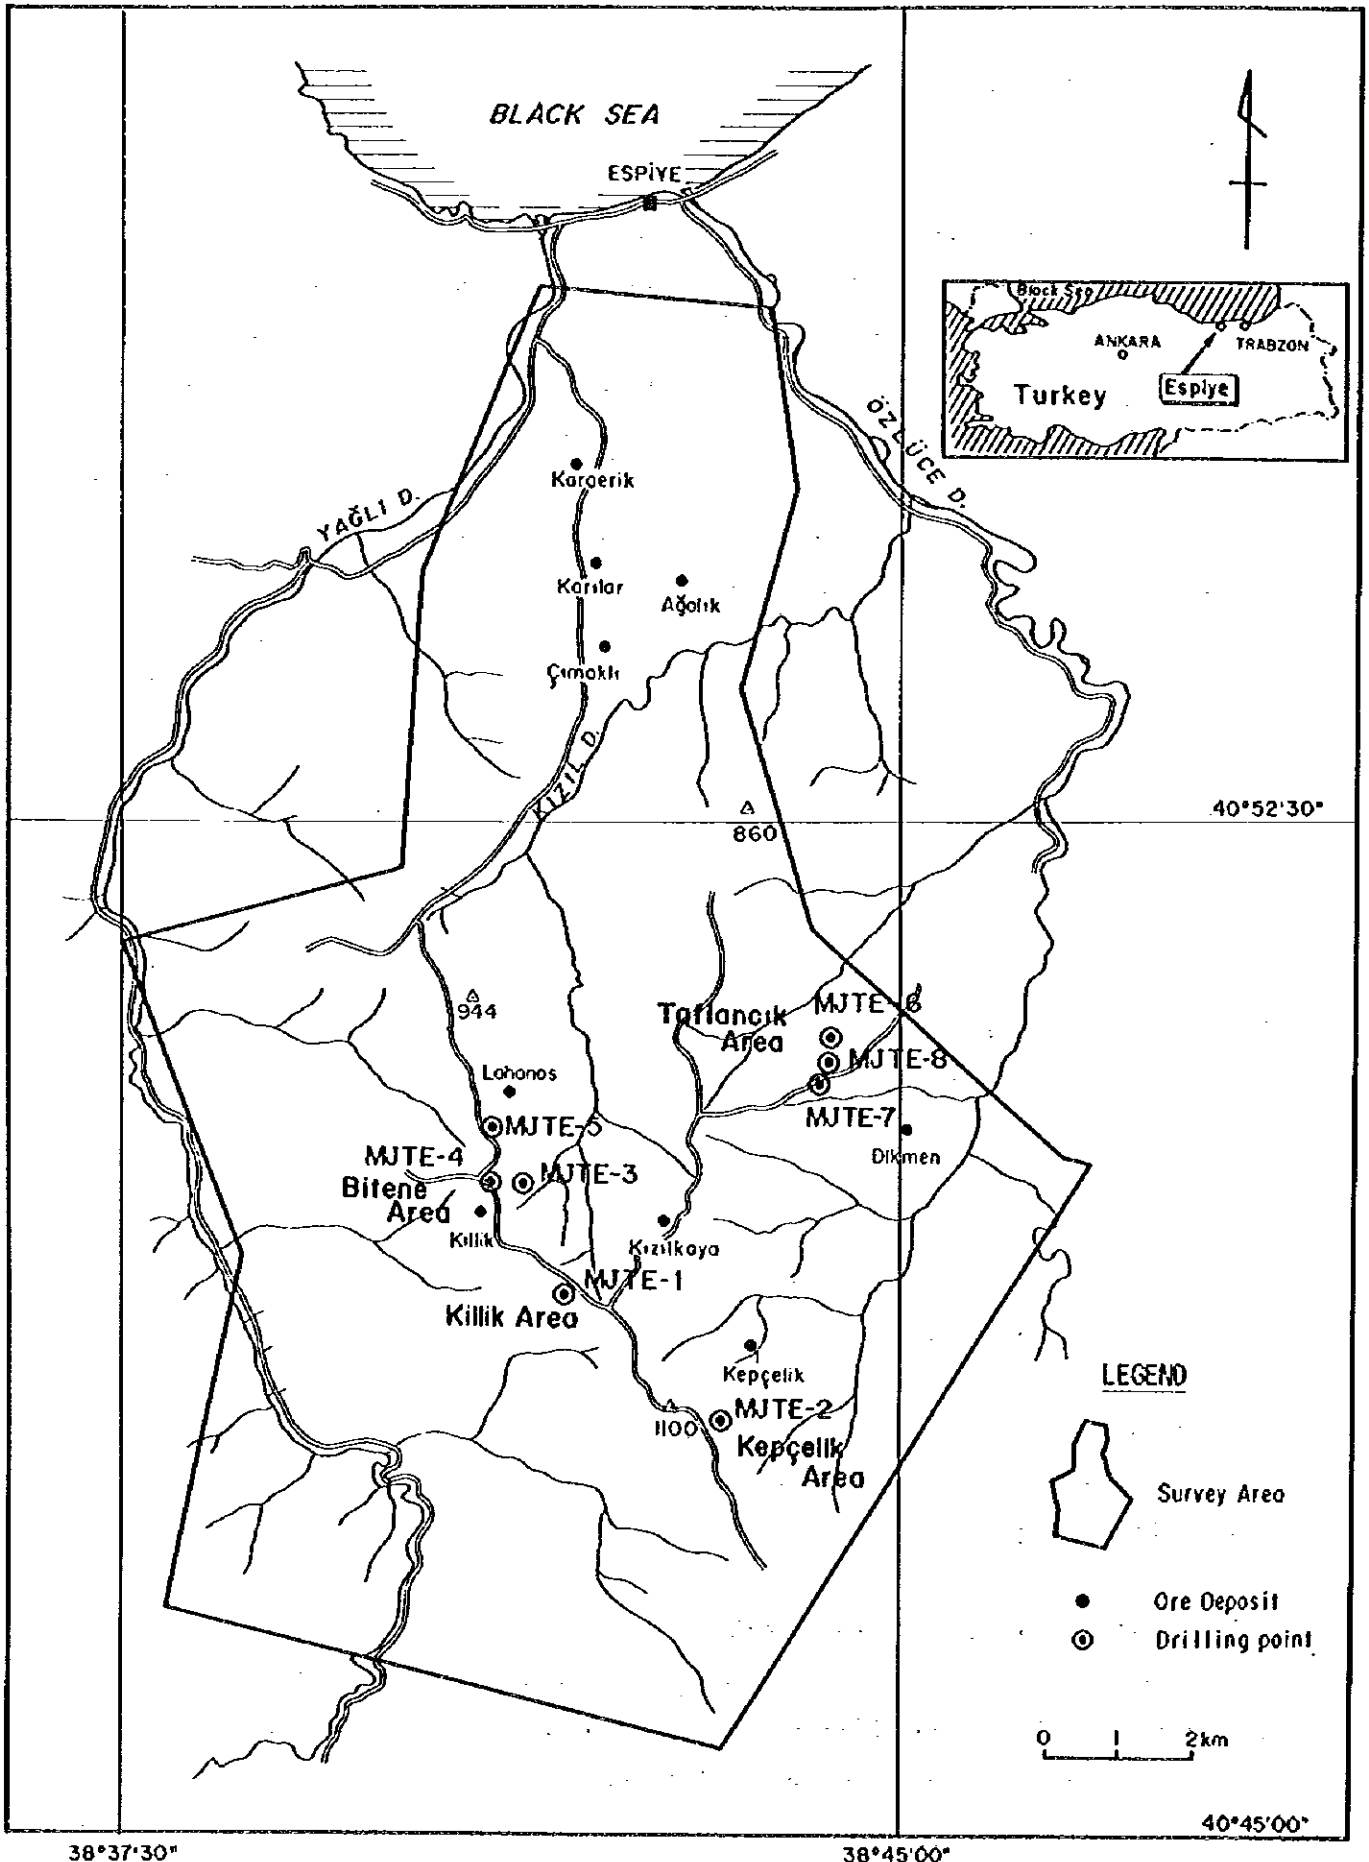 BLACK SEA
ESPİYE
Black Sea
ANKARA
TRABZON
Espiye
Turkey
ÖZLÜCE D.
Karaerik
YAĞLI D.
Karılar
Ağalık
Çımaklı
KIZIL D.
40°52'30"
860
944
Taflancık
Area
MJTE-6
MJTE-8
MJTE-7
Lahanos
MJTE-5
Dikmen
MJTE-4
MJTE-3
Bitene
Area
Killik
Kızılkaya
MJTE-1
Killik Area
Kepçelik
MJTE-2
1100
Kepçelik
Area
LEGEND
Survey Area
Ore Deposit
Drilling point
0 1 2km
40°45'00"
38°37'30"
38°45'00"